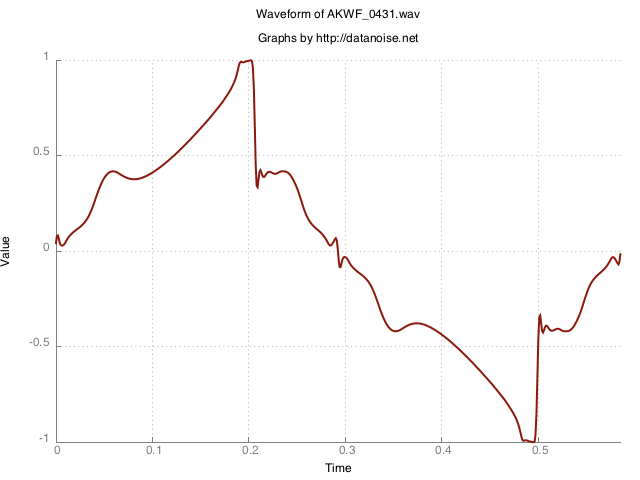 Waveform of AKWF_0431.wav
Graphs by http://datanoise.net
1
0.5
0
-0.5
-1
Value
0 0.1 0.2 0.3 0.4 0.5
Time